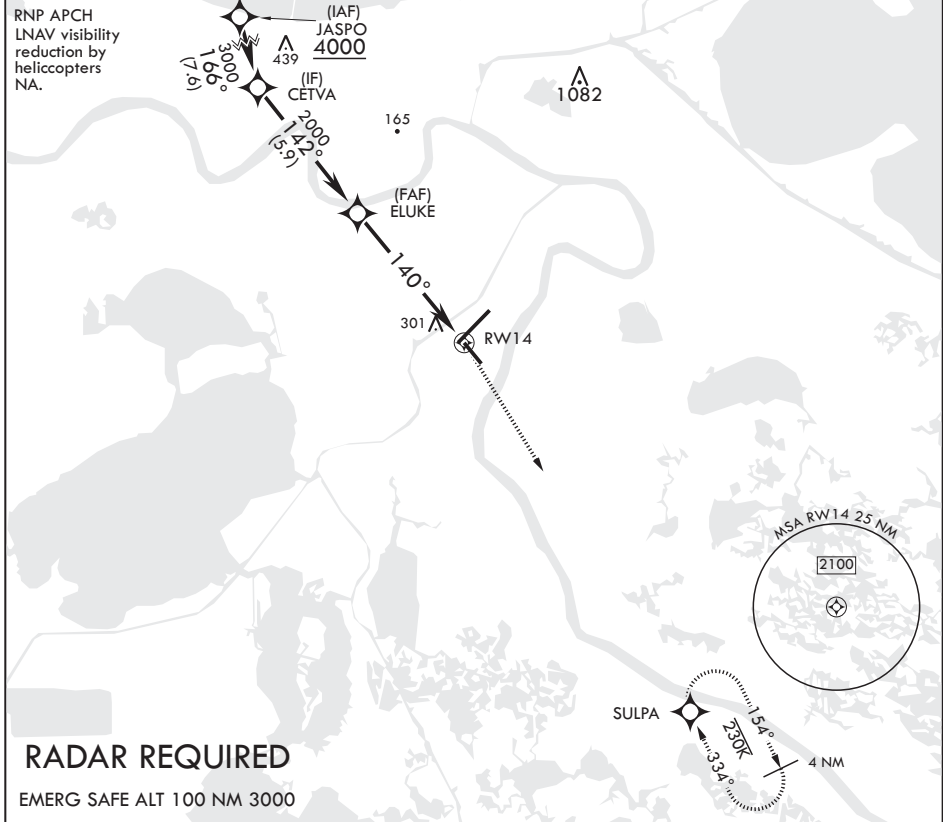 RNP APCH
LNAV visibility
reduction by
heliccopters
NA.
(IAF)
JASPO
4000
439
3000
166°
(7.6)
(IF)
CETVA
1082
165
2000
142°
(5.9)
(FAF)
ELUKE
140°
301
RW14
MSA RW14 25 NM
2100
SULPA
154°
230K
334°
4 NM
RADAR REQUIRED
EMERG SAFE ALT 100 NM 3000